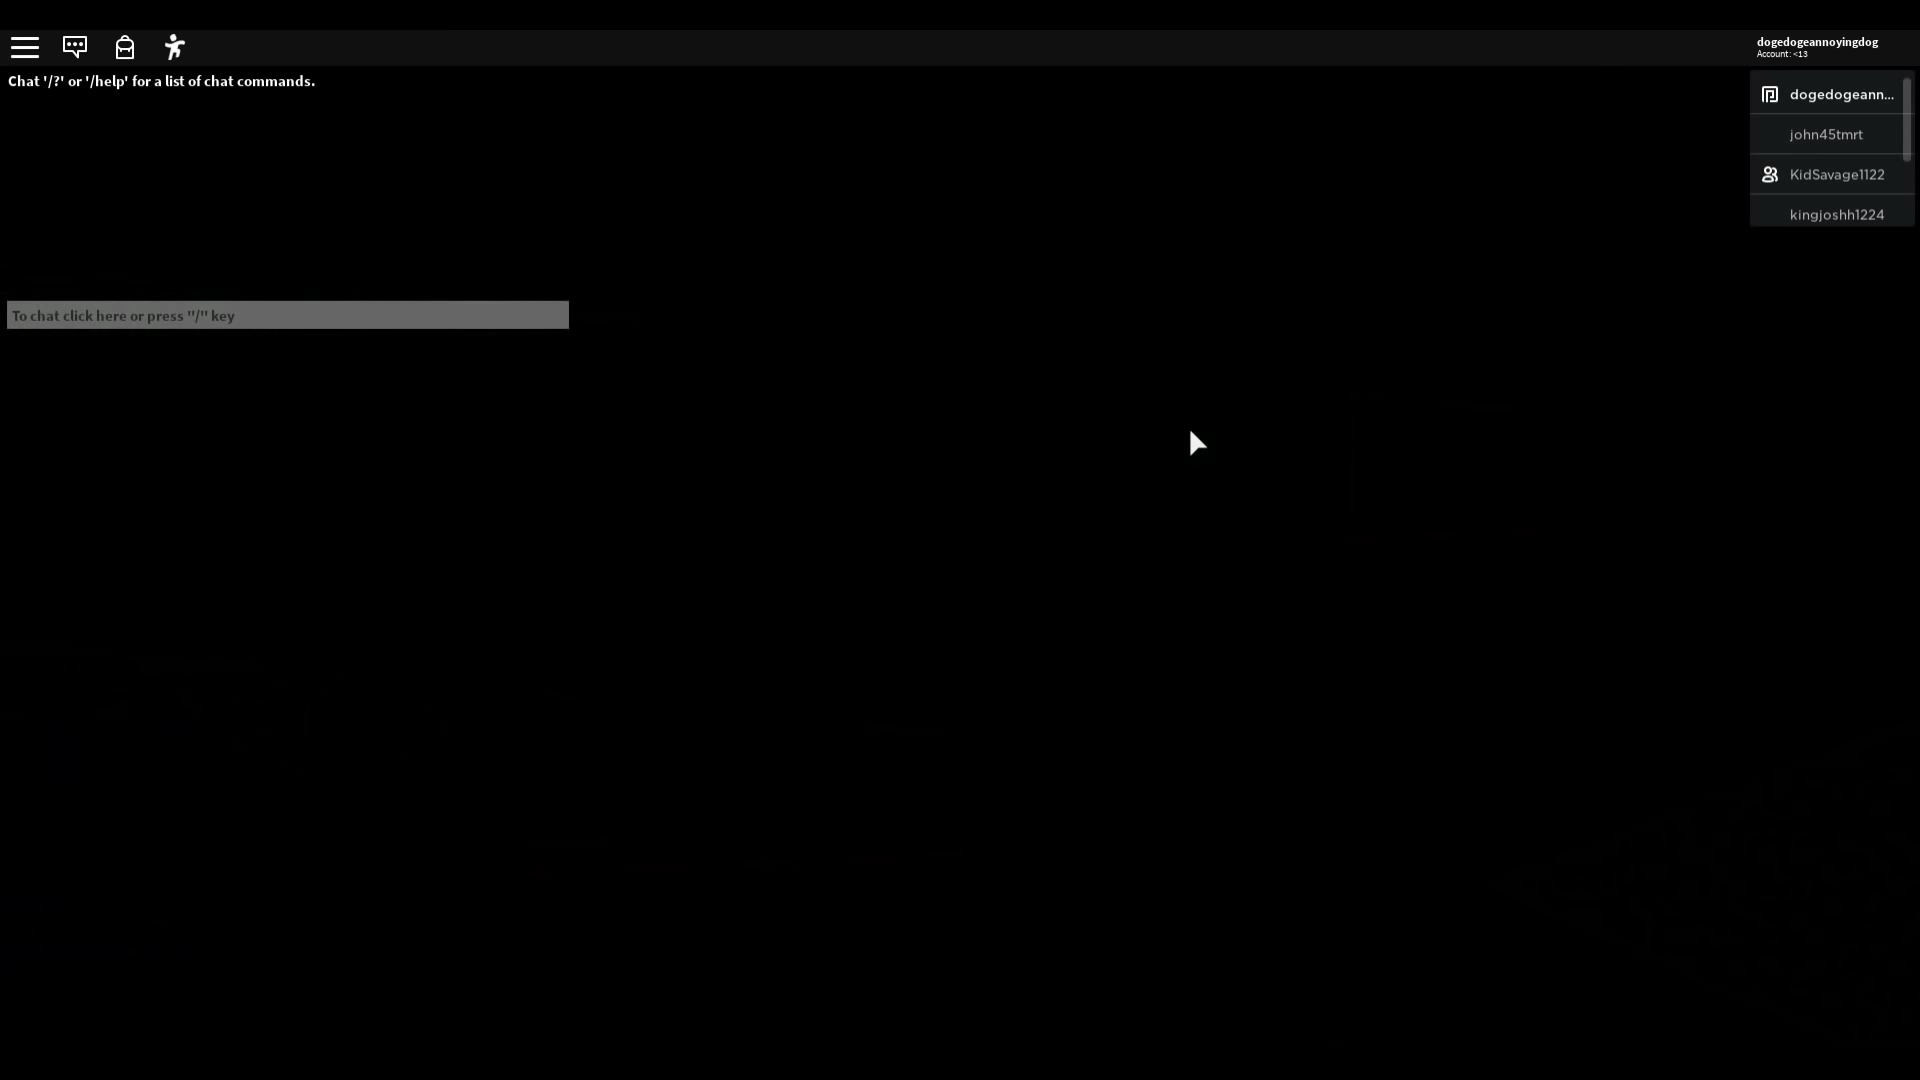 dogedogeannoyingdog
Account: <13
Chat '/?' or '/help' for a list of chat commands.
dogedogeann...
john45tmrt
KidSavage1122
kingjoshh1224
To chat click here or press "/" key